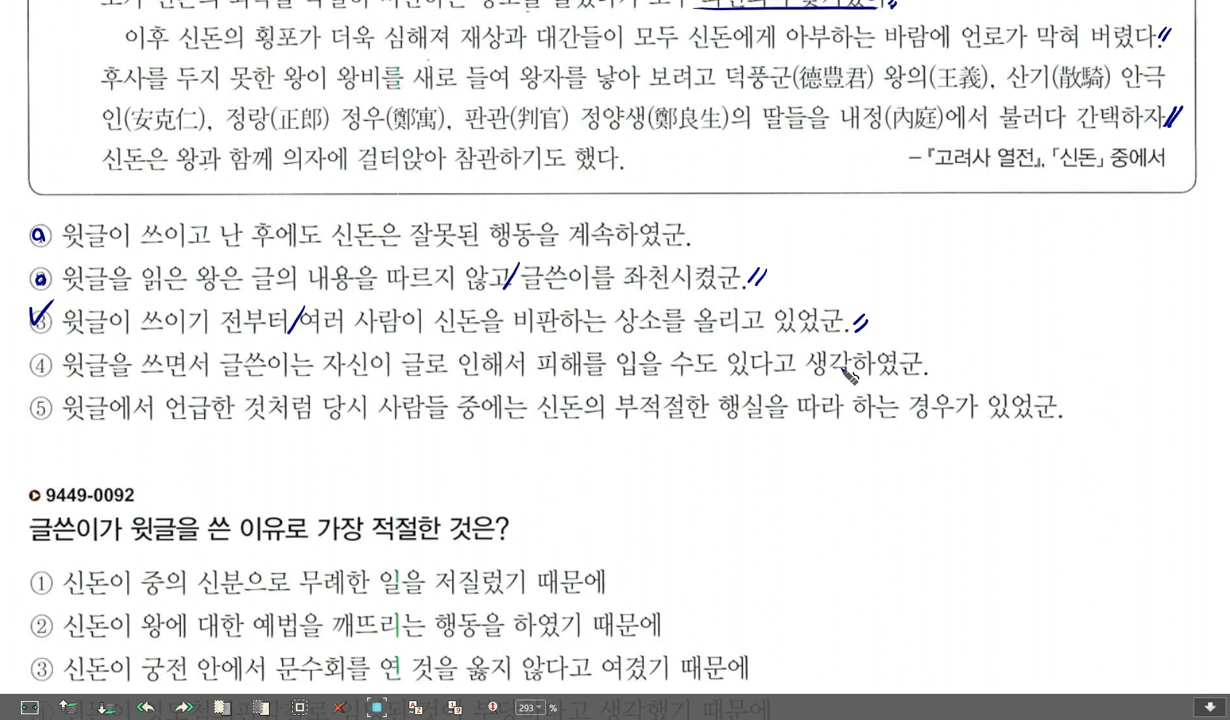 이후 신돈의 횡포가 더욱 심해져 재상과 대간들이 모두 신돈에게 아부하는 바람에 언로가 막혀 버렸다.
후사를 두지 못한 왕이 왕비를 새로 들여 왕자를 낳아 보려고 덕풍군(德豊君) 왕의(王義), 산기(散騎) 안극
인(安克仁), 정랑(正郎) 정우(鄭寓), 판관(判官) 정양생(鄭良生)의 딸들을 내정(內庭)에서 불러다 간택하자
신돈은 왕과 함께 의자에 걸터앉아 참관하기도 했다.
- 『고려사 열전』, 「신돈」 중에서
윗글이 쓰이고 난 후에도 신돈은 잘못된 행동을 계속하였군.
윗글을 읽은 왕은 글의 내용을 따르지 않고 글쓴이를 좌천시켰군.
③ 윗글이 쓰이기 전부터 여러 사람이 신돈을 비판하는 상소를 올리고 있었군.
④ 윗글을 쓰면서 글쓴이는 자신이 글로 인해서 피해를 입을 수도 있다고 생각하였군.
⑤ 윗글에서 언급한 것처럼 당시 사람들 중에는 신돈의 부적절한 행실을 따라 하는 경우가 있었군.
9449-0092
글쓴이가 윗글을 쓴 이유로 가장 적절한 것은?
① 신돈이 중의 신분으로 무례한 일을 저질렀기 때문에
② 신돈이 왕에 대한 예법을 깨뜨리는 행동을 하였기 때문에
③ 신돈이 궁전 안에서 문수회를 연 것을 옳지 않다고 여겼기 때문에
293 %